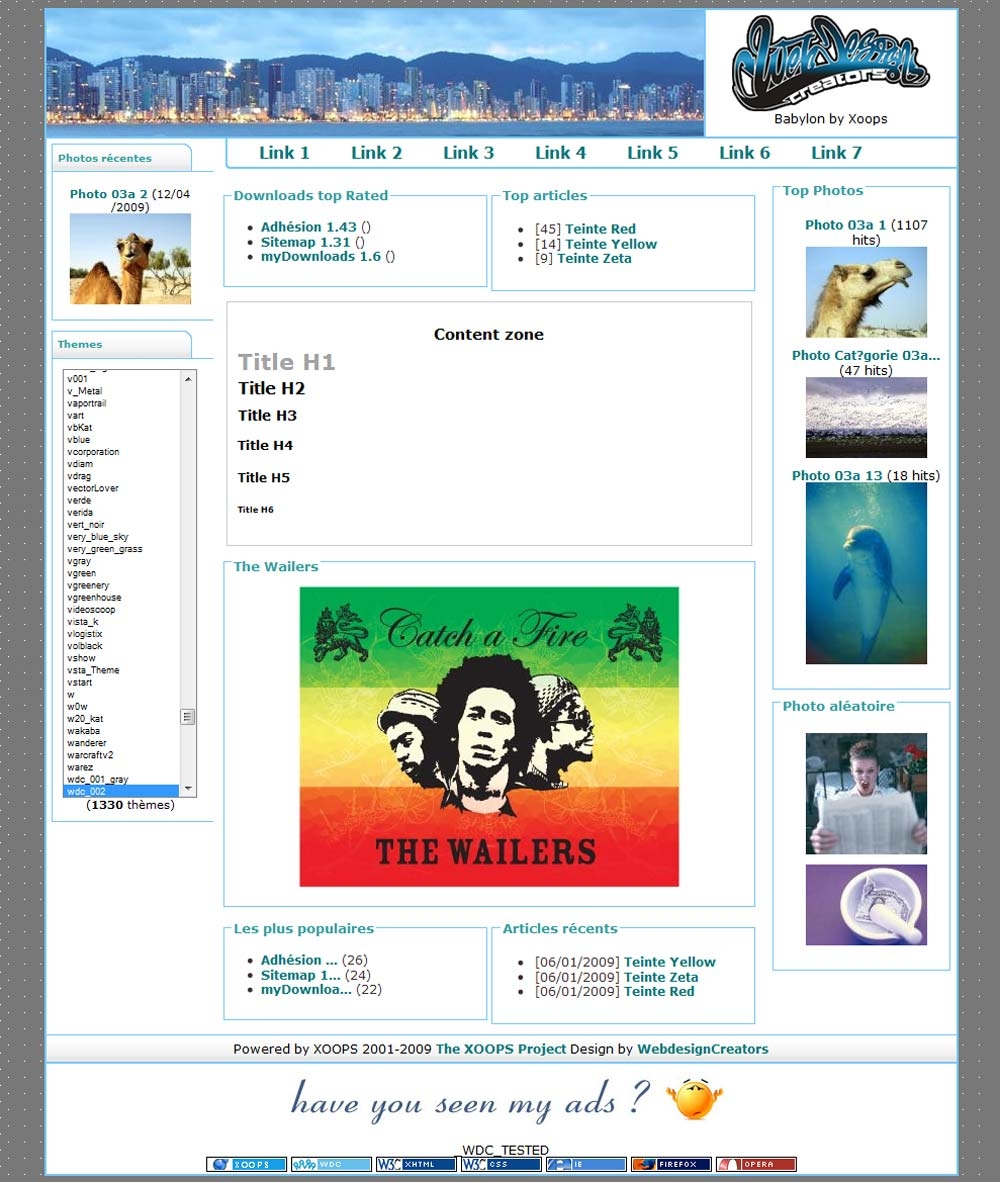 Web Design
creators
Babylon by Xoops
Link 1 Link 2 Link 3 Link 4 Link 5 Link 6 Link 7
Photos récentes
Photo 03a 2 (12/04
/2009)
Themes
v001
v_Metal
vaportrail
vart
vbKat
vblue
vcorporation
vdiam
vdrag
vectorLover
verde
verida
vert_noir
very_blue_sky
very_green_grass
vgray
vgreen
vgreenery
vgreenhouse
videoscoop
vista_k
vlogistix
volblack
vshow
vsta_Theme
vstart
w
w0w
w20_kat
wakaba
wanderer
warcraftv2
warez
wdc_001_gray
wdc_002
(1330 thèmes)
Downloads top Rated
Adhésion 1.43 ()
Sitemap 1.31 ()
myDownloads 1.6 ()
Top articles
[45] Teinte Red
[14] Teinte Yellow
[9] Teinte Zeta
Content zone
Title H1
Title H2
Title H3
Title H4
Title H5
Title H6
The Wailers
Catch a Fire
THE WAILERS
Les plus populaires
Adhésion ... (26)
Sitemap 1... (24)
myDownloa... (22)
Articles récents
[06/01/2009] Teinte Yellow
[06/01/2009] Teinte Zeta
[06/01/2009] Teinte Red
Top Photos
Photo 03a 1 (1107
hits)
Photo Cat?gorie 03a...
(47 hits)
Photo 03a 13 (18 hits)
Photo aléatoire
Powered by XOOPS 2001-2009 The XOOPS Project Design by WebdesignCreators
have you seen my ads ?
_WDC_TESTED
XOOPS WDC W3C XHTML W3C CSS IE FIREFOX OPERA